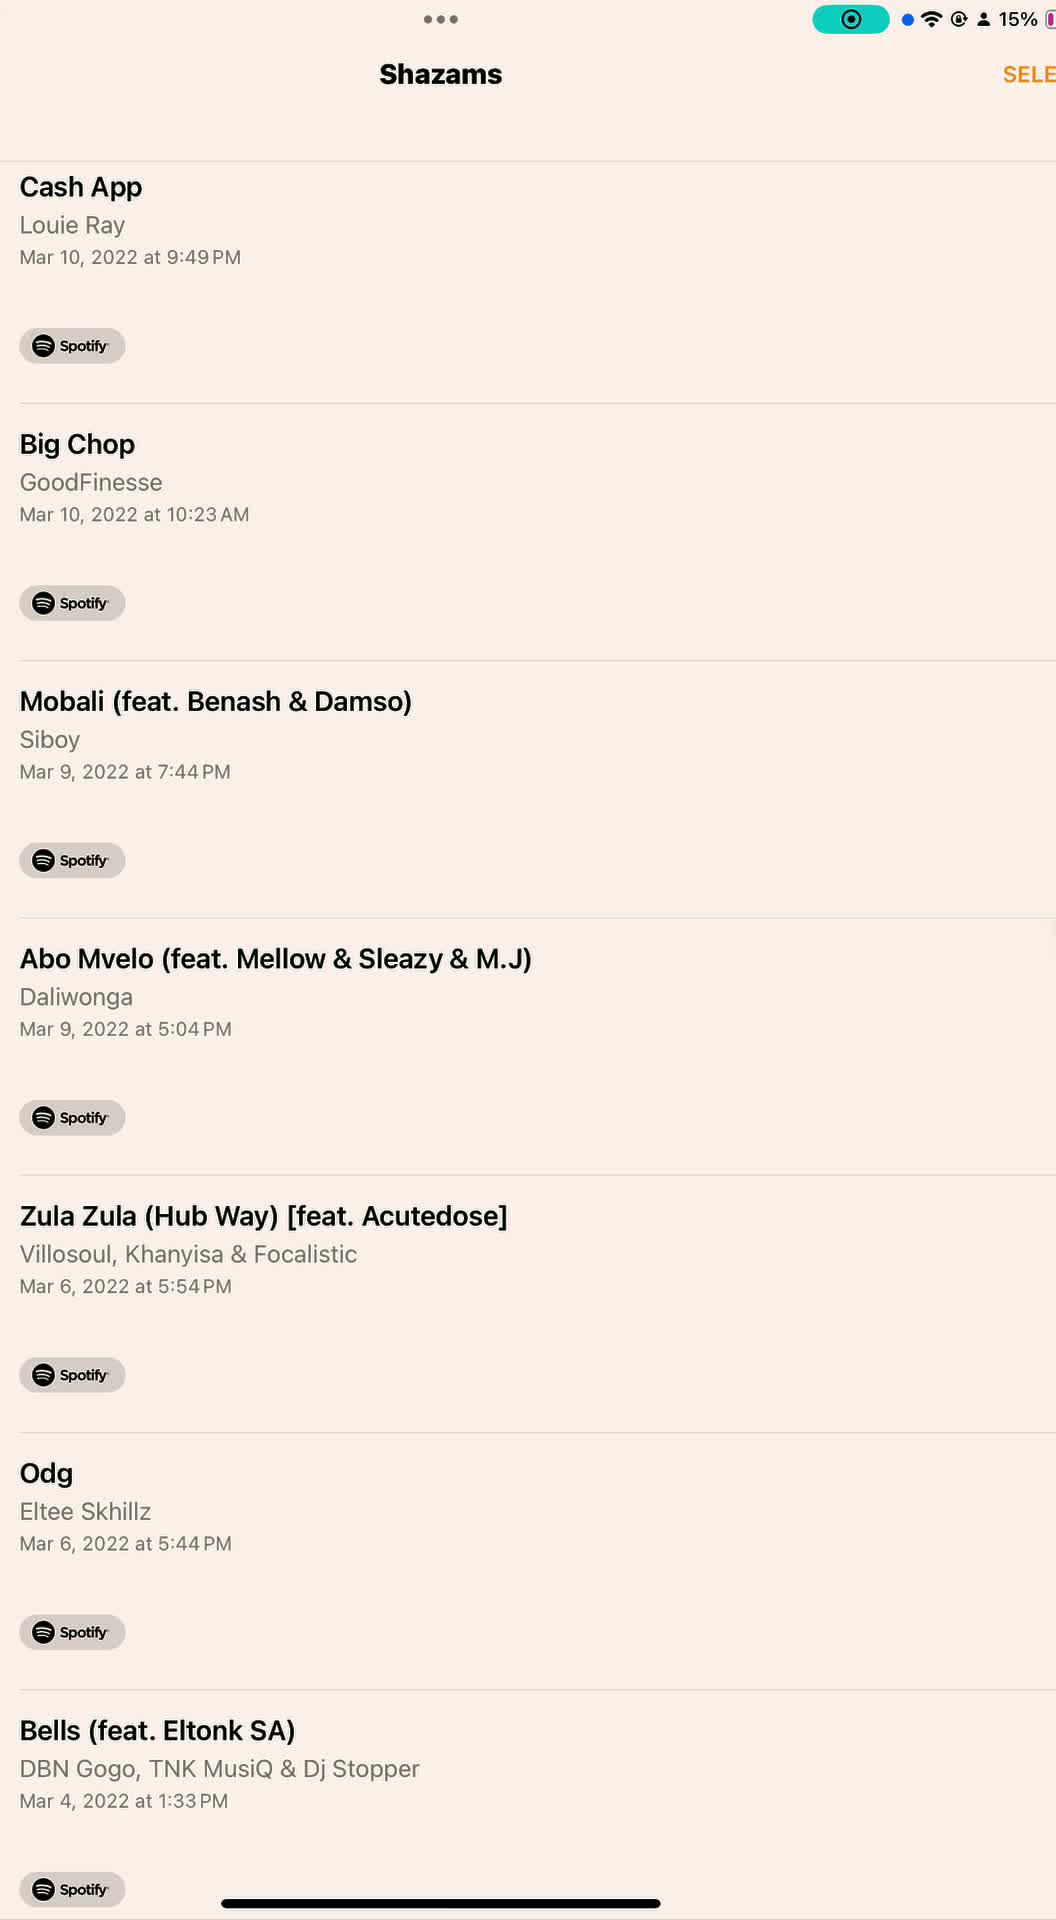 15%
Shazams
SELE
Cash App
Louie Ray
Mar 10, 2022 at 9:49 PM
Spotify
Big Chop
GoodFinesse
Mar 10, 2022 at 10:23 AM
Spotify
Mobali (feat. Benash & Damso)
Siboy
Mar 9, 2022 at 7:44 PM
Spotify
Abo Mvelo (feat. Mellow & Sleazy & M.J)
Daliwonga
Mar 9, 2022 at 5:04 PM
Spotify
Zula Zula (Hub Way) [feat. Acutedose]
Villosoul, Khanyisa & Focalistic
Mar 6, 2022 at 5:54 PM
Spotify
Odg
Eltee Skhillz
Mar 6, 2022 at 5:44 PM
Spotify
Bells (feat. Eltonk SA)
DBN Gogo, TNK MusiQ & Dj Stopper
Mar 4, 2022 at 1:33 PM
Spotify